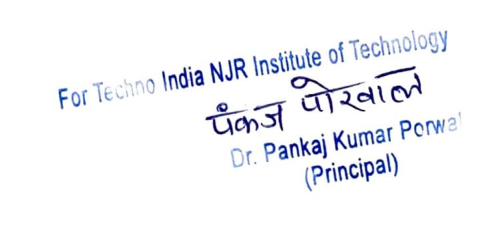 For Techno India NJR Institute of Technology
पंकज पोरवाल
Dr. Pankaj Kumar Porwal
(Principal)